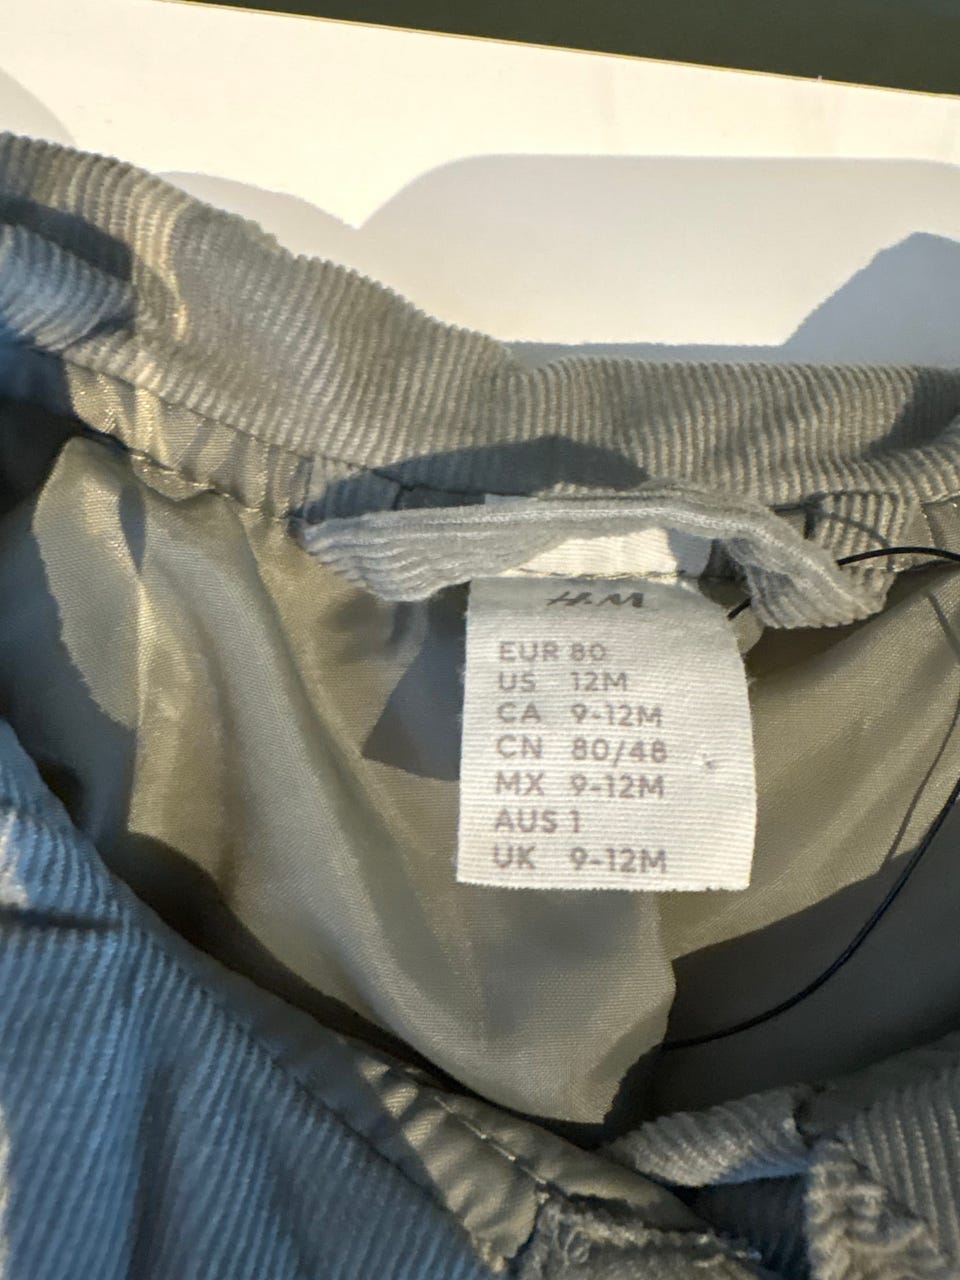 H&M
EUR 80
US 12M
CA 9-12M
CN 80/48
MX 9-12M
AUS 1
UK 9-12M